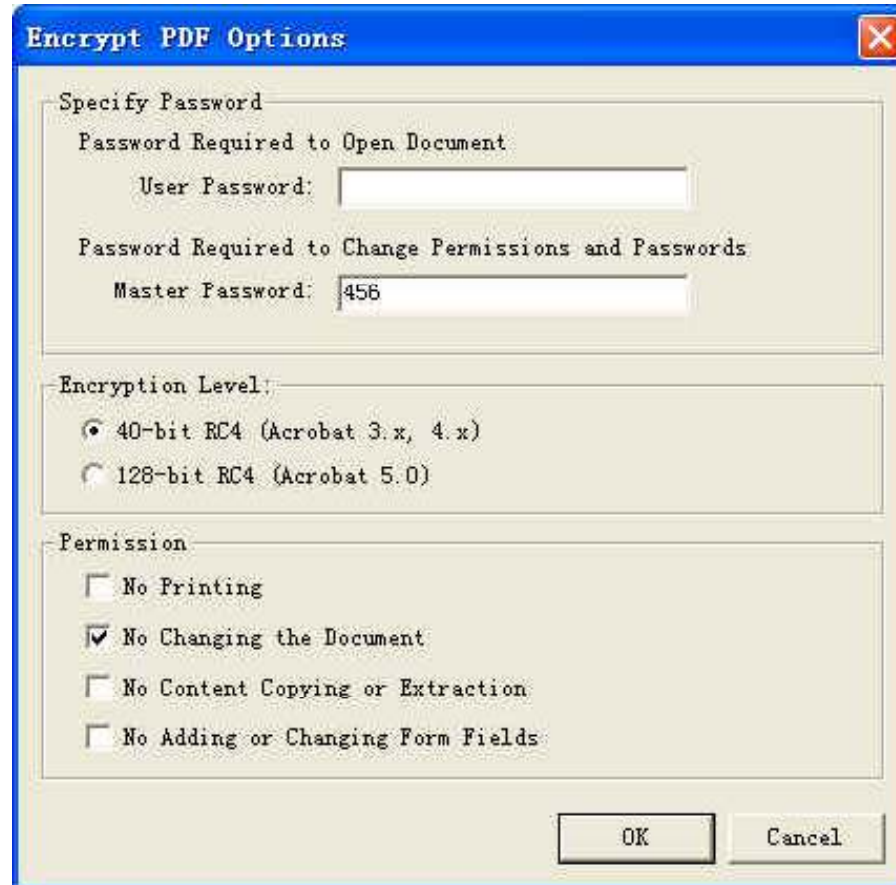 Encrypt PDF Options
Specify Password
Password Required to Open Document
User Password:
Password Required to Change Permissions and Passwords
Master Password: 456
Encryption Level:
40-bit RC4 (Acrobat 3.x, 4.x)
128-bit RC4 (Acrobat 5.0)
Permission
No Printing
No Changing the Document
No Content Copying or Extraction
No Adding or Changing Form Fields
OK Cancel